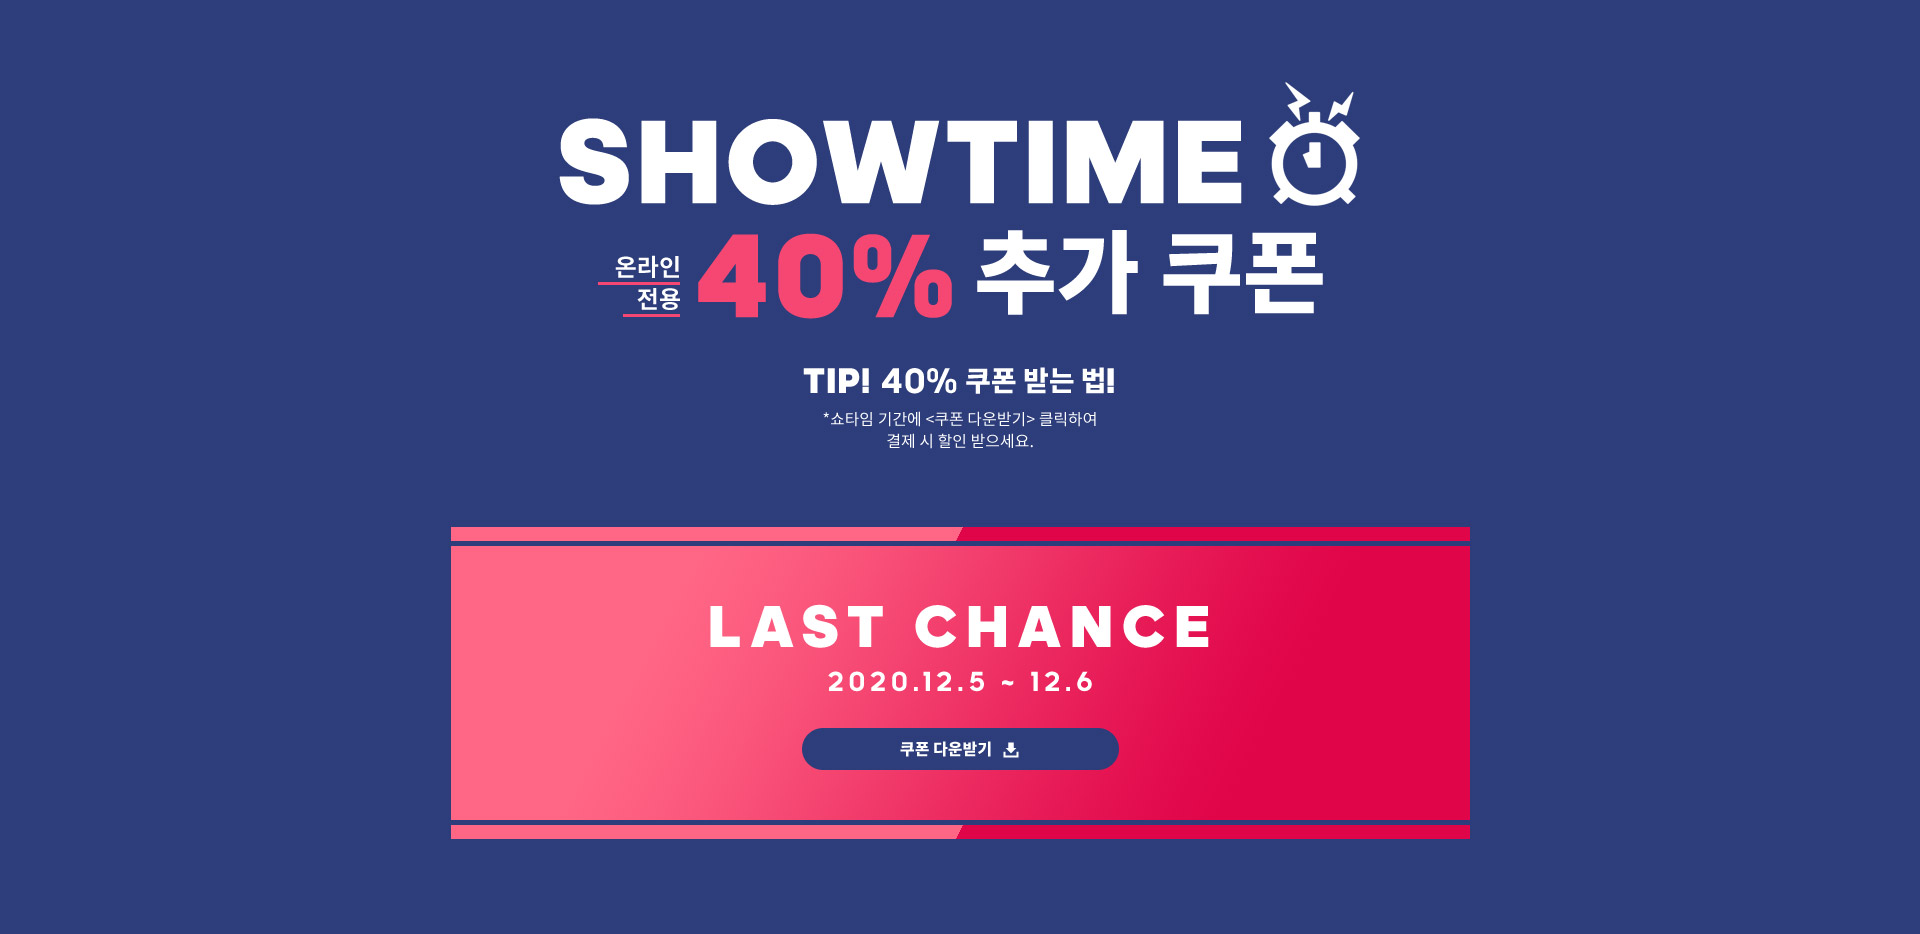 SHOWTIME
온라인
전용
40% 추가 쿠폰
TIP! 40% 쿠폰 받는 법!
*쇼타임 기간에 <쿠폰 다운받기> 클릭하여
결제 시 할인 받으세요.
LAST CHANCE
2020.12.5 ~ 12.6
쿠폰 다운받기